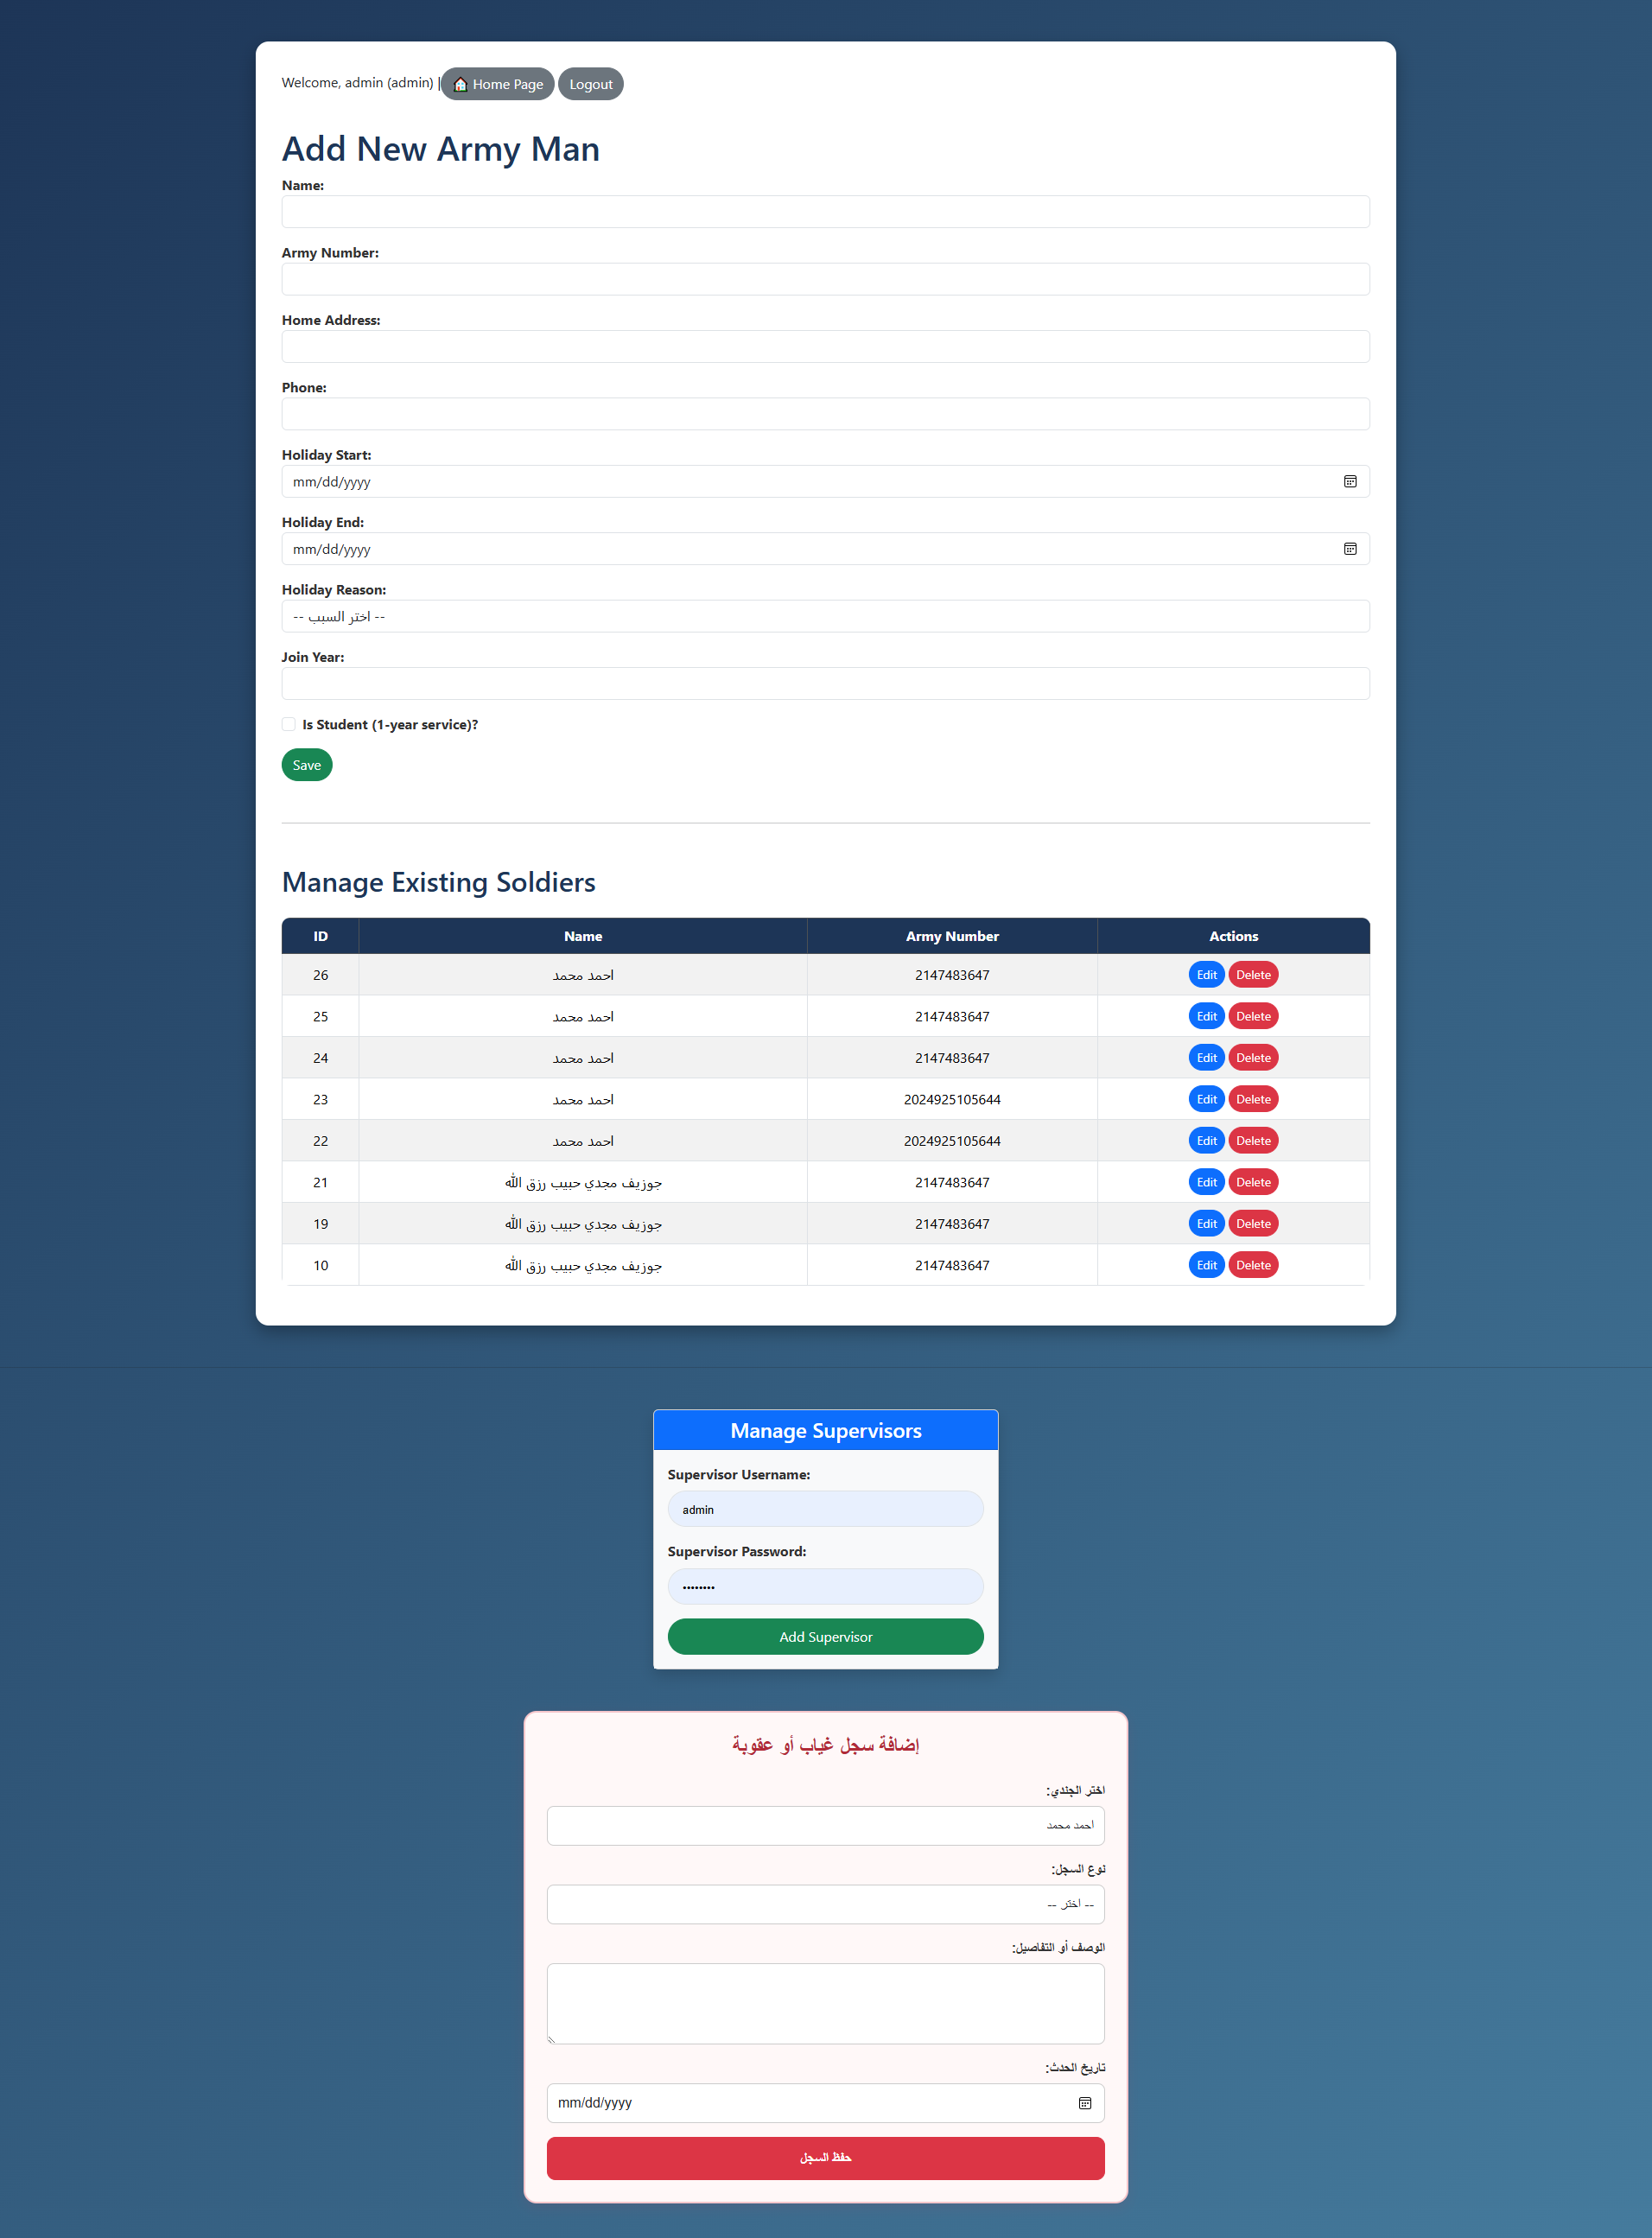 Welcome, admin (admin) | 🏠 Home Page Logout
Add New Army Man
Name:
Army Number:
Home Address:
Phone:
Holiday Start:
mm/dd/yyyy
Holiday End:
mm/dd/yyyy
Holiday Reason:
-- اختر السبب --
Join Year:
Is Student (1-year service)?
Save
Manage Existing Soldiers
ID Name Army Number Actions
26 احمد محمد 2147483647 Edit Delete
25 احمد محمد 2147483647 Edit Delete
24 احمد محمد 2147483647 Edit Delete
23 احمد محمد 2024925105644 Edit Delete
22 احمد محمد 2024925105644 Edit Delete
21 جوزيف مجدي حبيب رزق الله 2147483647 Edit Delete
19 جوزيف مجدي حبيب رزق الله 2147483647 Edit Delete
10 جوزيف مجدي حبيب رزق الله 2147483647 Edit Delete
Manage Supervisors
Supervisor Username:
admin
Supervisor Password:
••••••••
Add Supervisor
إضافة سجل غياب أو عقوبة
اختر الجندي:
احمد محمد
نوع السجل:
-- اختر --
الوصف أو التفاصيل:
تاريخ الحدث:
mm/dd/yyyy
حفظ السجل